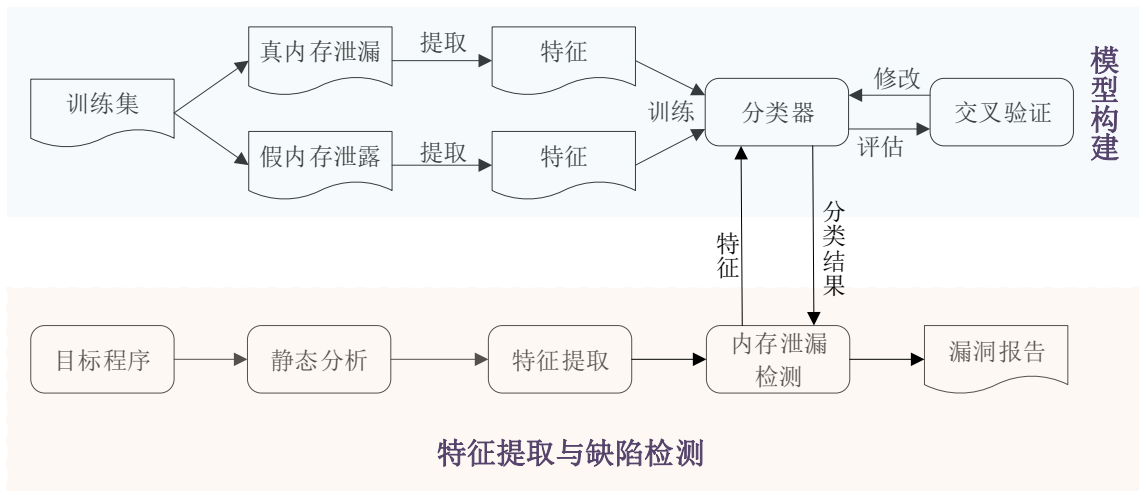 真内存泄漏
提取
特征
训练集
假内存泄露
提取
特征
训练
分类器
修改
评估
交叉验证
模型构建
特征
分类结果
目标程序
静态分析
特征提取
内存泄漏
检测
漏洞报告
特征提取与缺陷检测